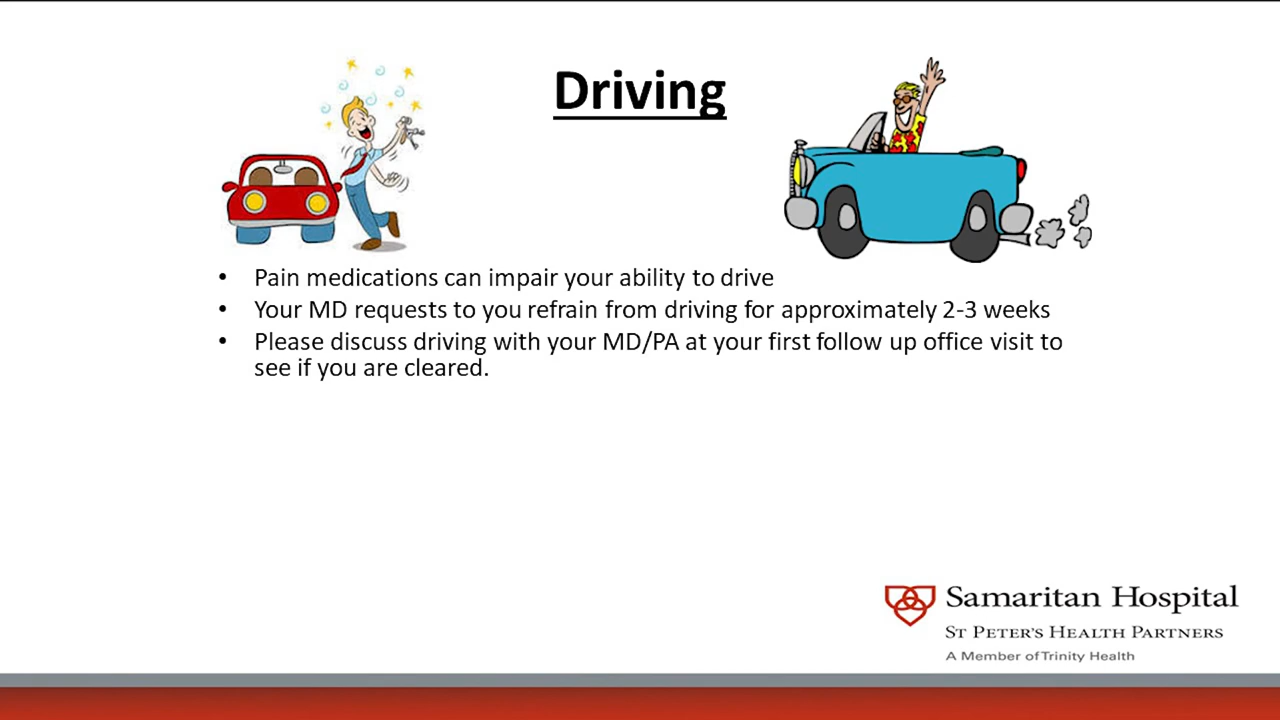 Driving
• Pain medications can impair your ability to drive
• Your MD requests to you refrain from driving for approximately 2-3 weeks
• Please discuss driving with your MD/PA at your first follow up office visit to
see if you are cleared.
Samaritan Hospital
ST PETER'S HEALTH PARTNERS
A Member of Trinity Health